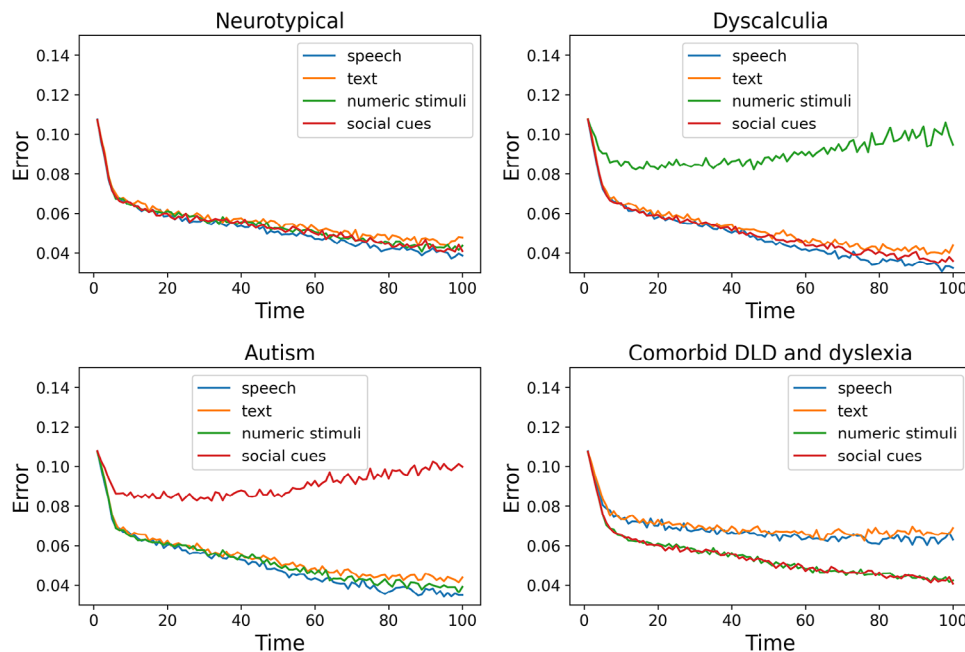 Neurotypical
Error
0.14
0.12
0.10
0.08
0.06
0.04
speech
text
numeric stimuli
social cues
0 20 40 60 80 100
Time
Dyscalculia
Error
0.14
0.12
0.10
0.08
0.06
0.04
speech
text
numeric stimuli
social cues
0 20 40 60 80 100
Time
Autism
Error
0.14
0.12
0.10
0.08
0.06
0.04
speech
text
numeric stimuli
social cues
0 20 40 60 80 100
Time
Comorbid DLD and dyslexia
Error
0.14
0.12
0.10
0.08
0.06
0.04
speech
text
numeric stimuli
social cues
0 20 40 60 80 100
Time